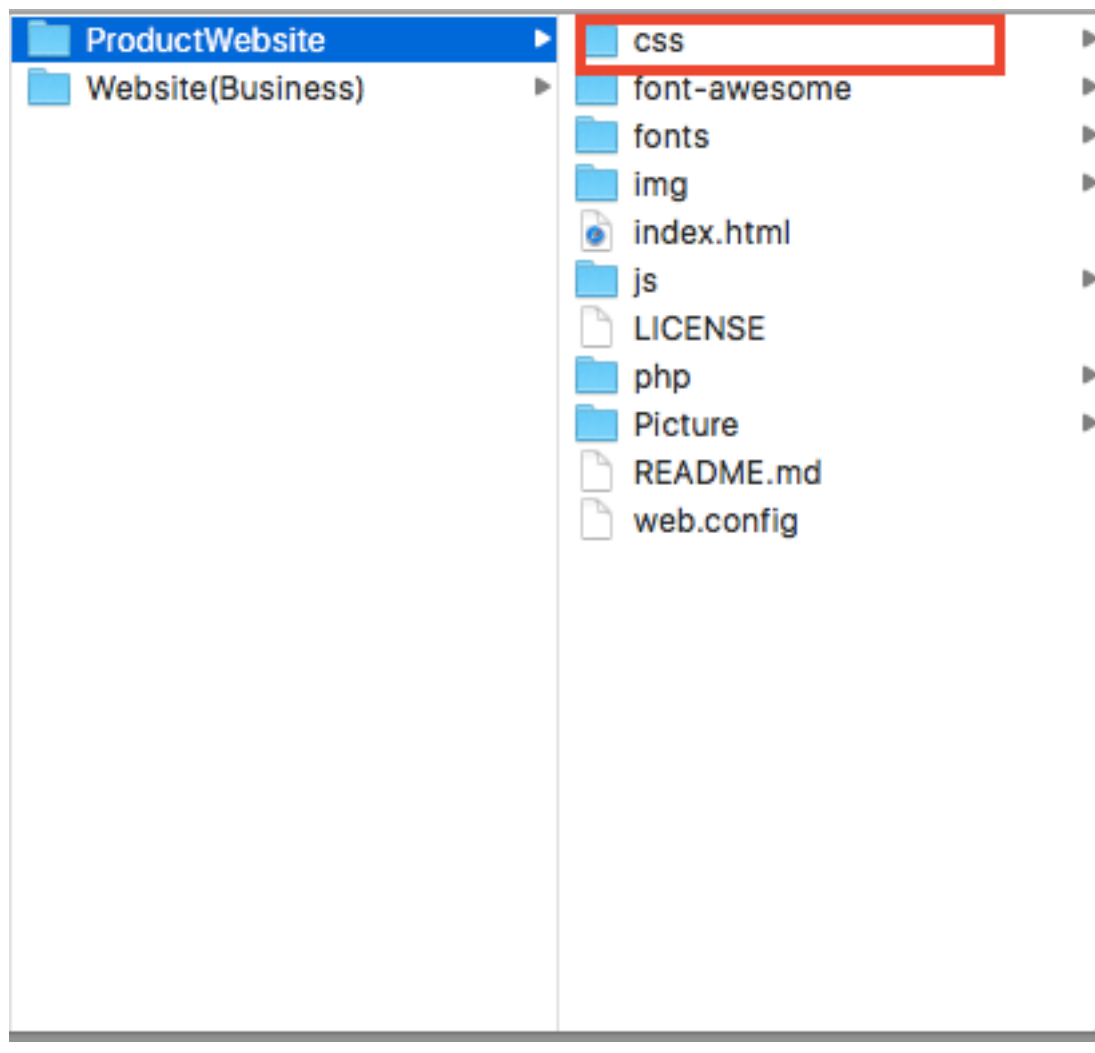 ProductWebsite
Website(Business)
css
font-awesome
fonts
img
index.html
js
LICENSE
php
Picture
README.md
web.config